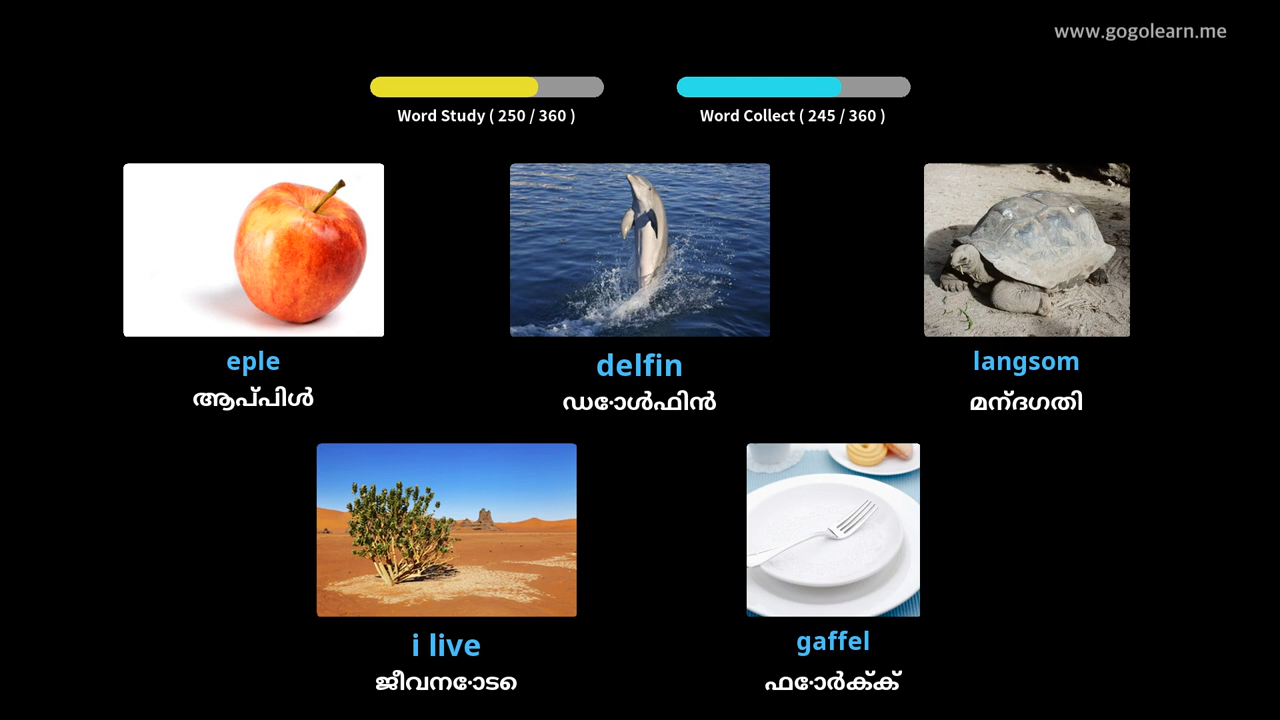 www.gogolearn.me
Word Study ( 250 / 360 )
Word Collect ( 245 / 360 )
eple
ആപ്പിൾ
delfin
ഡോൾഫിൻ
langsom
മന്ദഗതി
i live
ജീവനോടെ
gaffel
ഫോർക്ക്